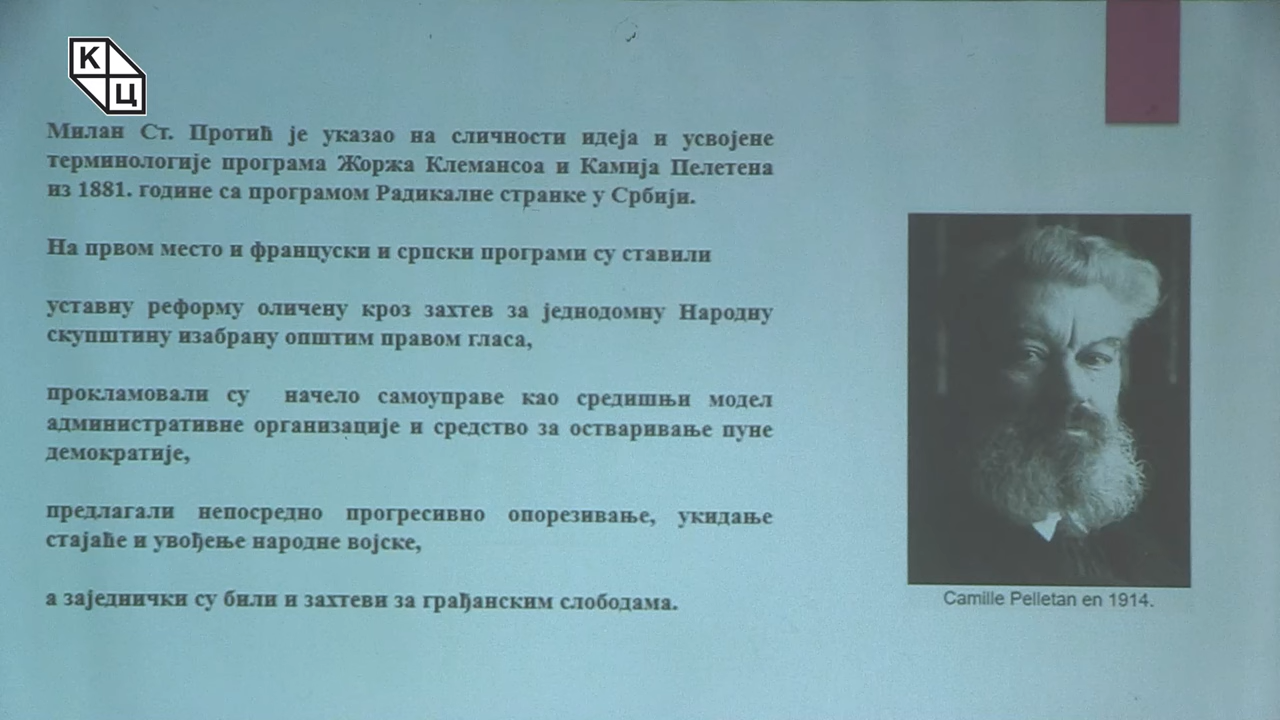 К
Ц
Милан Ст. Протић је указао на сличности идеја и усвојене
терминологије програма Жоржа Клемансоа и Камија Пелетена
из 1881. године са програмом Радикалне странке у Србији.
На првом место и француски и српски програми су ставили
уставну реформу оличену кроз захтев за једнодомну Народну
скупштину изабрану општим правом гласа,
прокламовали су начело самоуправе као средишњи модел
административне организације и средство за остваривање пуне
демократије,
предлагали непосредно прогресивно опорезивање, укидање
стајаће и увођење народне војске,
а заједнички су били и захтеви за грађанским слободама.
Camille Pelletan en 1914.